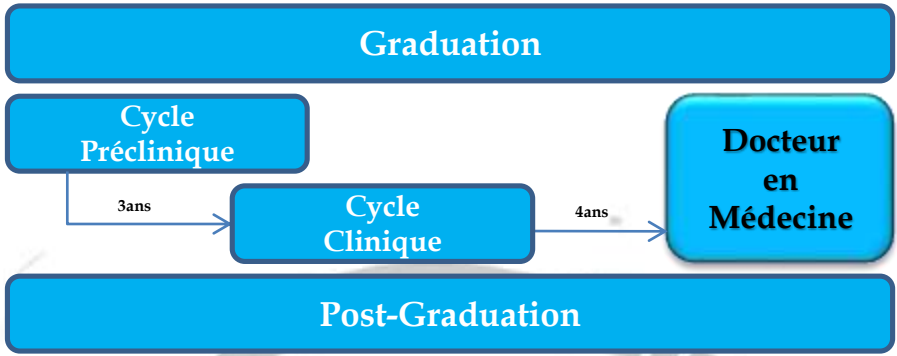 Graduation
Cycle
Préclinique
3ans
Cycle
Clinique
4ans
Docteur
en
Médecine
Post-Graduation